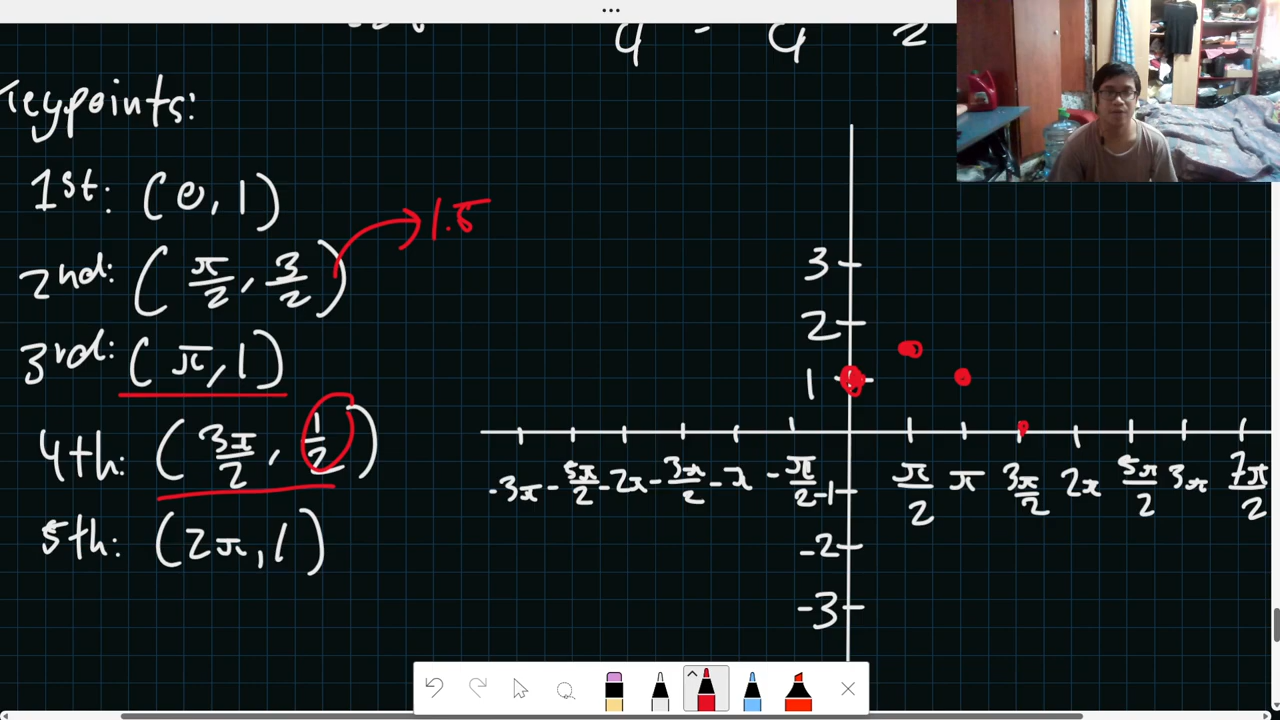 Keypoints:
1st: (0, 1)
2nd: (π/2, 3/2) → 1.5
3rd: (π, 1)
4th: (3π/2, 1/2)
5th: (2π, 1)
3
2
1
-3π -5π/2 -2π -3π/2 -π -π/2 π/2 π 3π/2 2π 5π/2 3π 7π/2
-1
-2
-3